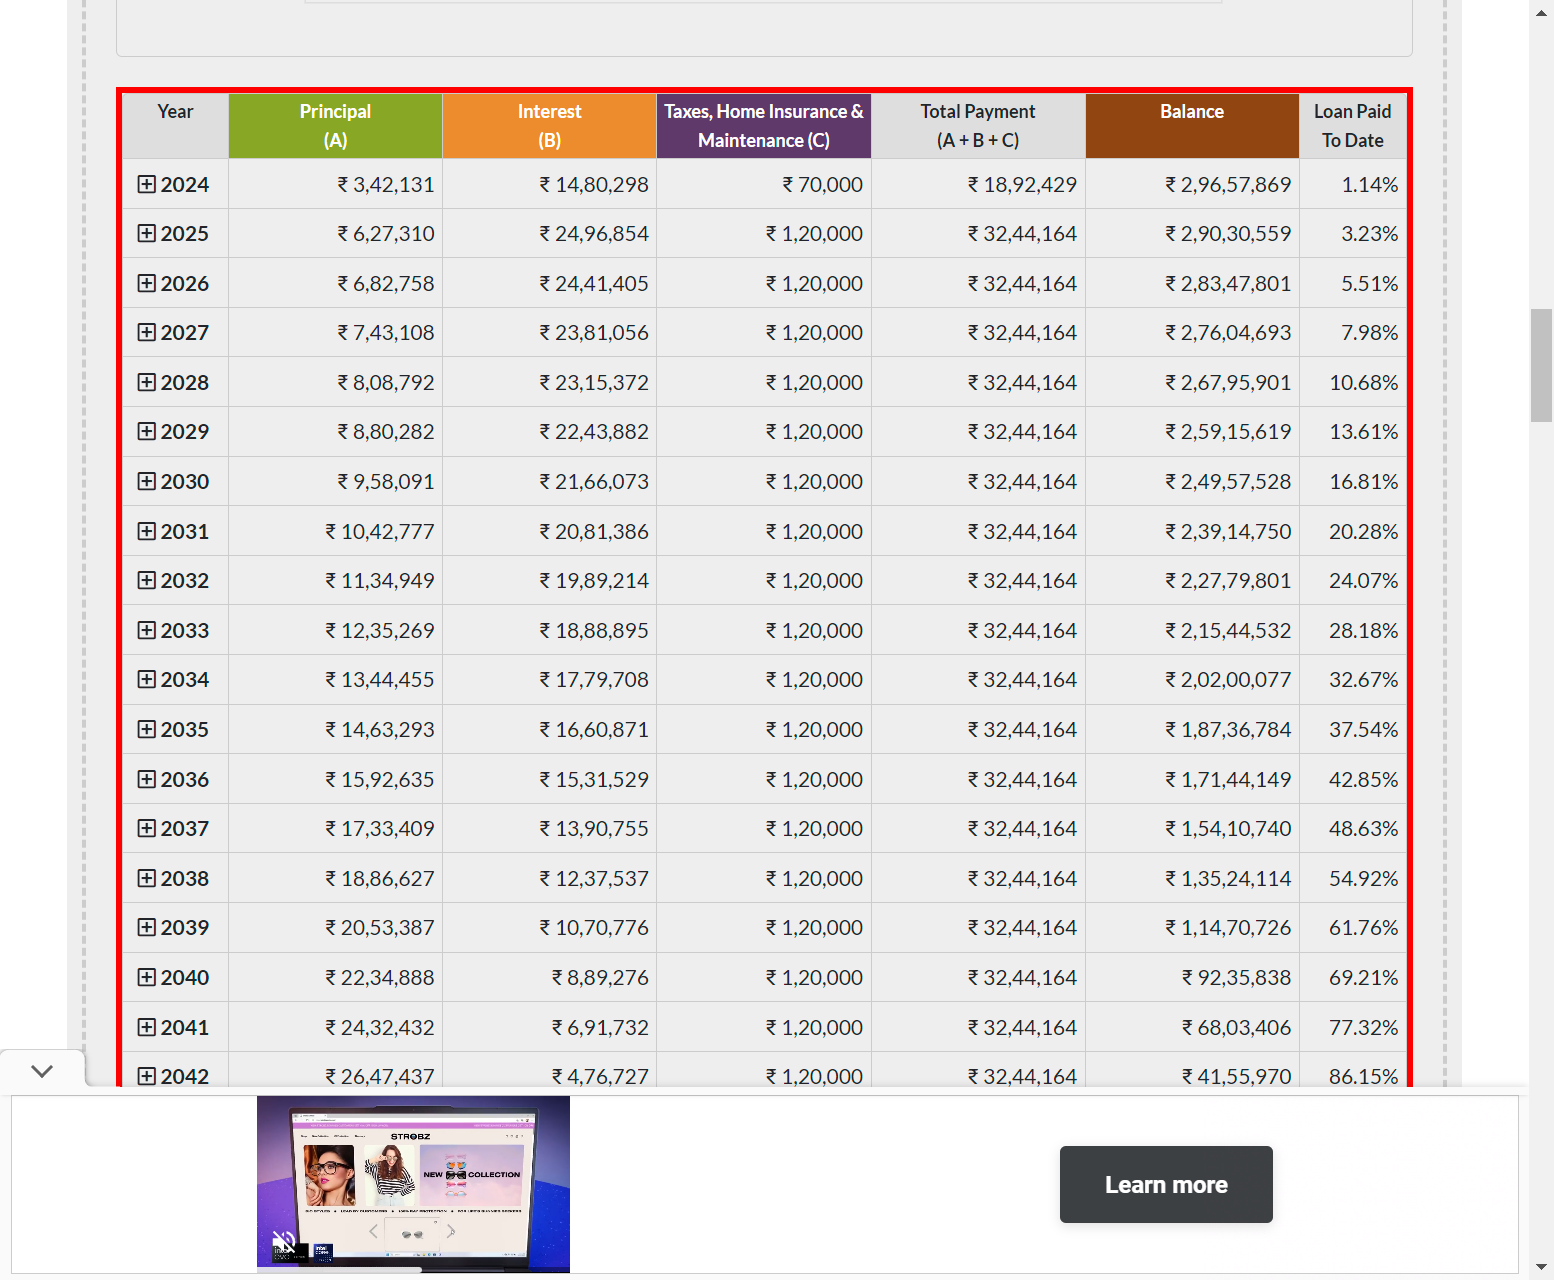 Year Principal Interest Taxes, Home Insurance & Total Payment Balance Loan Paid
(A) (B) Maintenance (C) (A + B + C) To Date
2024 ₹ 3,42,131 ₹ 14,80,298 ₹ 70,000 ₹ 18,92,429 ₹ 2,96,57,869 1.14%
2025 ₹ 6,27,310 ₹ 24,96,854 ₹ 1,20,000 ₹ 32,44,164 ₹ 2,90,30,559 3.23%
2026 ₹ 6,82,758 ₹ 24,41,405 ₹ 1,20,000 ₹ 32,44,164 ₹ 2,83,47,801 5.51%
2027 ₹ 7,43,108 ₹ 23,81,056 ₹ 1,20,000 ₹ 32,44,164 ₹ 2,76,04,693 7.98%
2028 ₹ 8,08,792 ₹ 23,15,372 ₹ 1,20,000 ₹ 32,44,164 ₹ 2,67,95,901 10.68%
2029 ₹ 8,80,282 ₹ 22,43,882 ₹ 1,20,000 ₹ 32,44,164 ₹ 2,59,15,619 13.61%
2030 ₹ 9,58,091 ₹ 21,66,073 ₹ 1,20,000 ₹ 32,44,164 ₹ 2,49,57,528 16.81%
2031 ₹ 10,42,777 ₹ 20,81,386 ₹ 1,20,000 ₹ 32,44,164 ₹ 2,39,14,750 20.28%
2032 ₹ 11,34,949 ₹ 19,89,214 ₹ 1,20,000 ₹ 32,44,164 ₹ 2,27,79,801 24.07%
2033 ₹ 12,35,269 ₹ 18,88,895 ₹ 1,20,000 ₹ 32,44,164 ₹ 2,15,44,532 28.18%
2034 ₹ 13,44,455 ₹ 17,79,708 ₹ 1,20,000 ₹ 32,44,164 ₹ 2,02,00,077 32.67%
2035 ₹ 14,63,293 ₹ 16,60,871 ₹ 1,20,000 ₹ 32,44,164 ₹ 1,87,36,784 37.54%
2036 ₹ 15,92,635 ₹ 15,31,529 ₹ 1,20,000 ₹ 32,44,164 ₹ 1,71,44,149 42.85%
2037 ₹ 17,33,409 ₹ 13,90,755 ₹ 1,20,000 ₹ 32,44,164 ₹ 1,54,10,740 48.63%
2038 ₹ 18,86,627 ₹ 12,37,537 ₹ 1,20,000 ₹ 32,44,164 ₹ 1,35,24,114 54.92%
2039 ₹ 20,53,387 ₹ 10,70,776 ₹ 1,20,000 ₹ 32,44,164 ₹ 1,14,70,726 61.76%
2040 ₹ 22,34,888 ₹ 8,89,276 ₹ 1,20,000 ₹ 32,44,164 ₹ 92,35,838 69.21%
2041 ₹ 24,32,432 ₹ 6,91,732 ₹ 1,20,000 ₹ 32,44,164 ₹ 68,03,406 77.32%
2042 ₹ 26,47,437 ₹ 4,76,727 ₹ 1,20,000 ₹ 32,44,164 ₹ 41,55,970 86.15%
STROBZ
NEW COLLECTION
Learn more